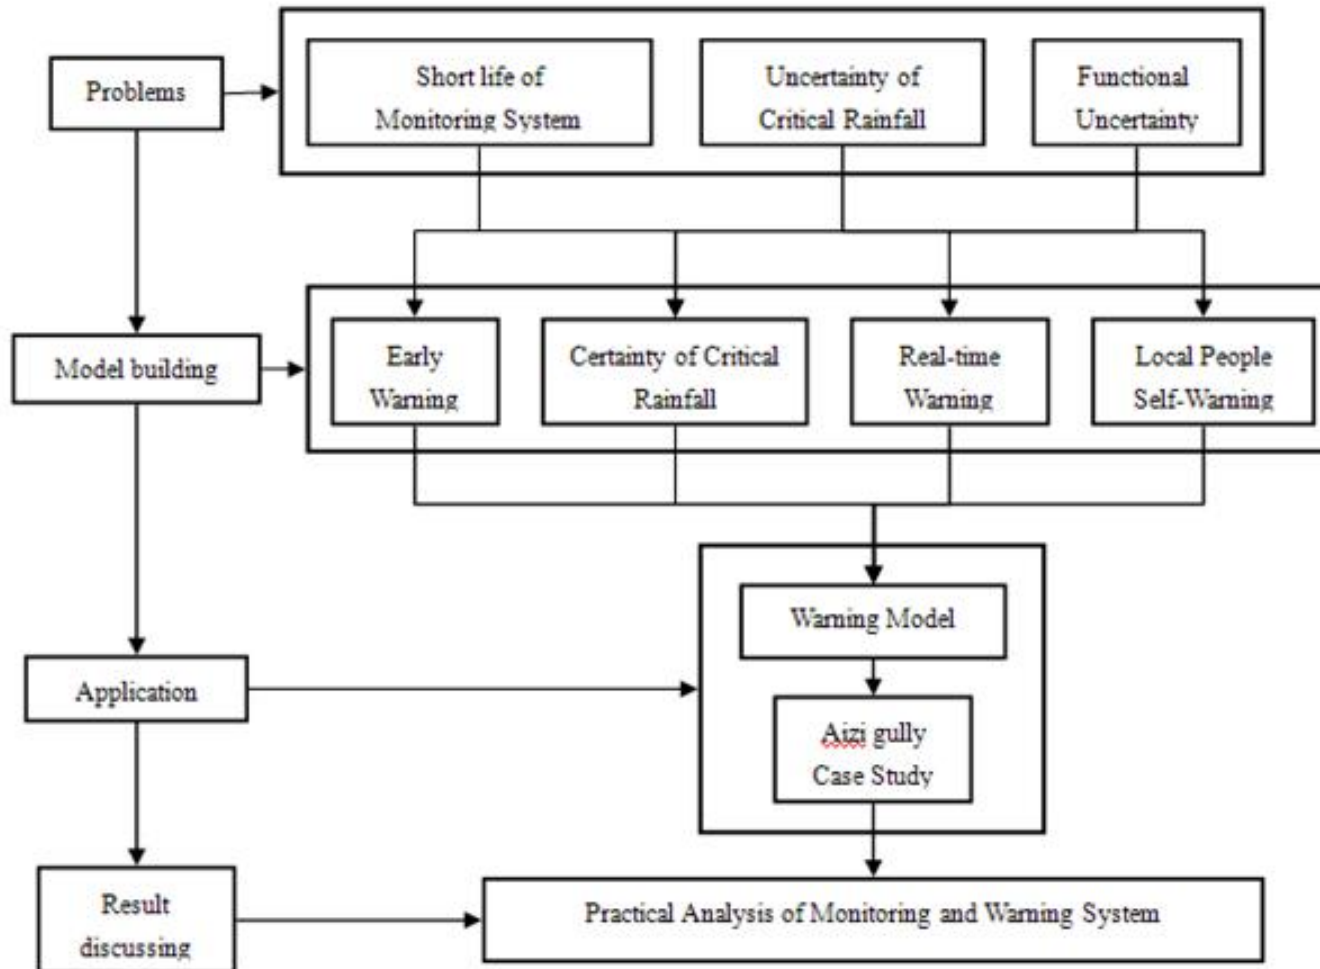 Problems
Short life of
Monitoring System
Uncertainty of
Critical Rainfall
Functional
Uncertainty
Model building
Early
Warning
Certainty of Critical
Rainfall
Real-time
Warning
Local People
Self-Warning
Application
Warning Model
Aizi gully
Case Study
Result
discussing
Practical Analysis of Monitoring and Warning System